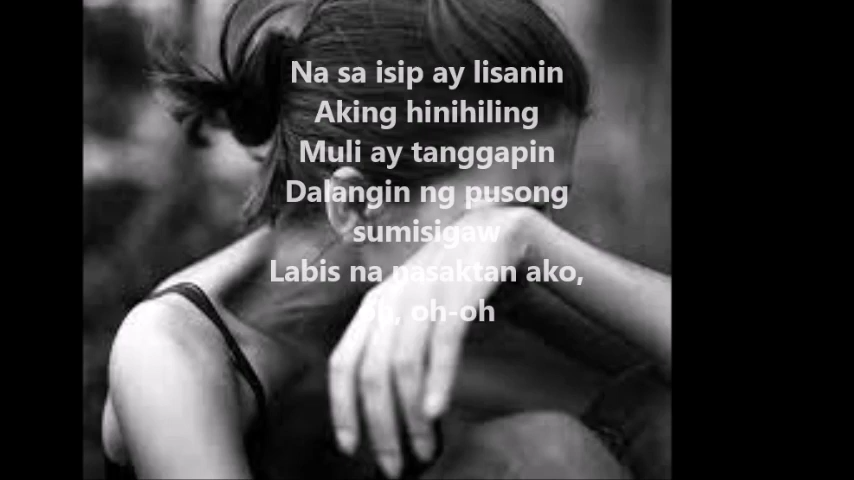 Na sa isip ay lisanin
Aking hinihiling
Muli ay tanggapin
Dalangin ng pusong
sumisigaw
Labis na nasaktan ako,
oh, oh-oh